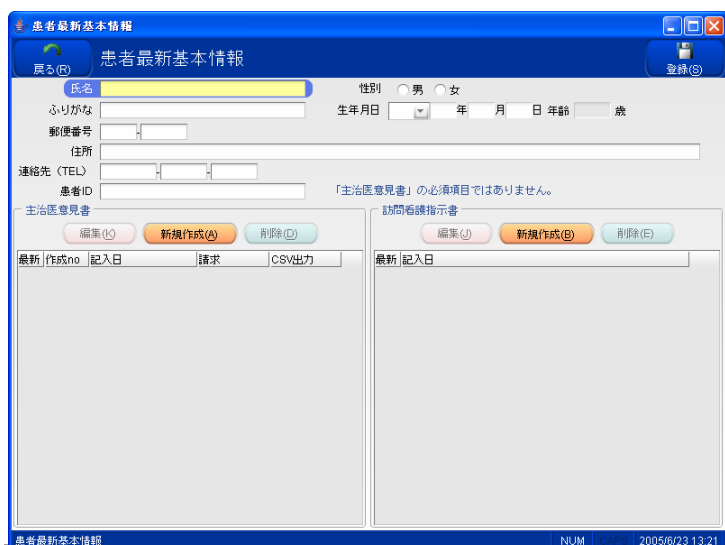 患者最新基本情報
戻る(R) 患者最新基本情報 登録(S)
氏名 性別 男 女
ふりがな 生年月日 年 月 日 年齢 歳
郵便番号 -
住所
連絡先（TEL） - -
患者ID 「主治医意見書」の必須項目ではありません。
主治医意見書 訪問看護指示書
編集(K) 新規作成(A) 削除(D) 編集(J) 新規作成(B) 削除(E)
最新 作成no 記入日 請求 CSV出力 最新 記入日
患者最新基本情報 NUM CAPS 2005/6/23 13:21